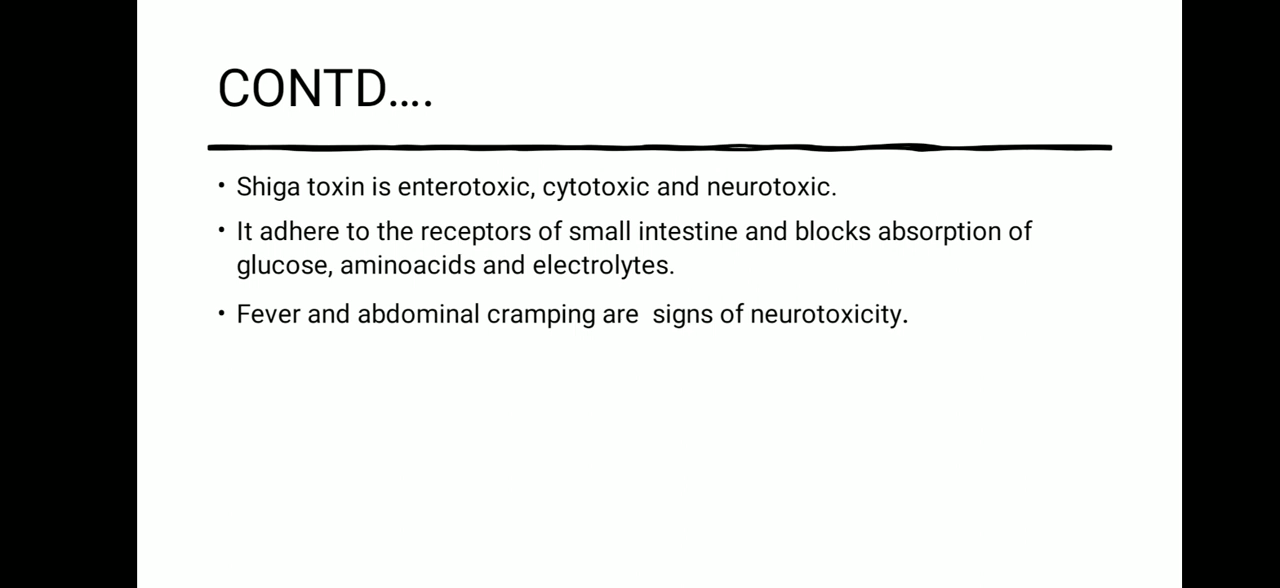 CONTD....
• Shiga toxin is enterotoxic, cytotoxic and neurotoxic.
• It adhere to the receptors of small intestine and blocks absorption of
glucose, aminoacids and electrolytes.
• Fever and abdominal cramping are  signs of neurotoxicity.